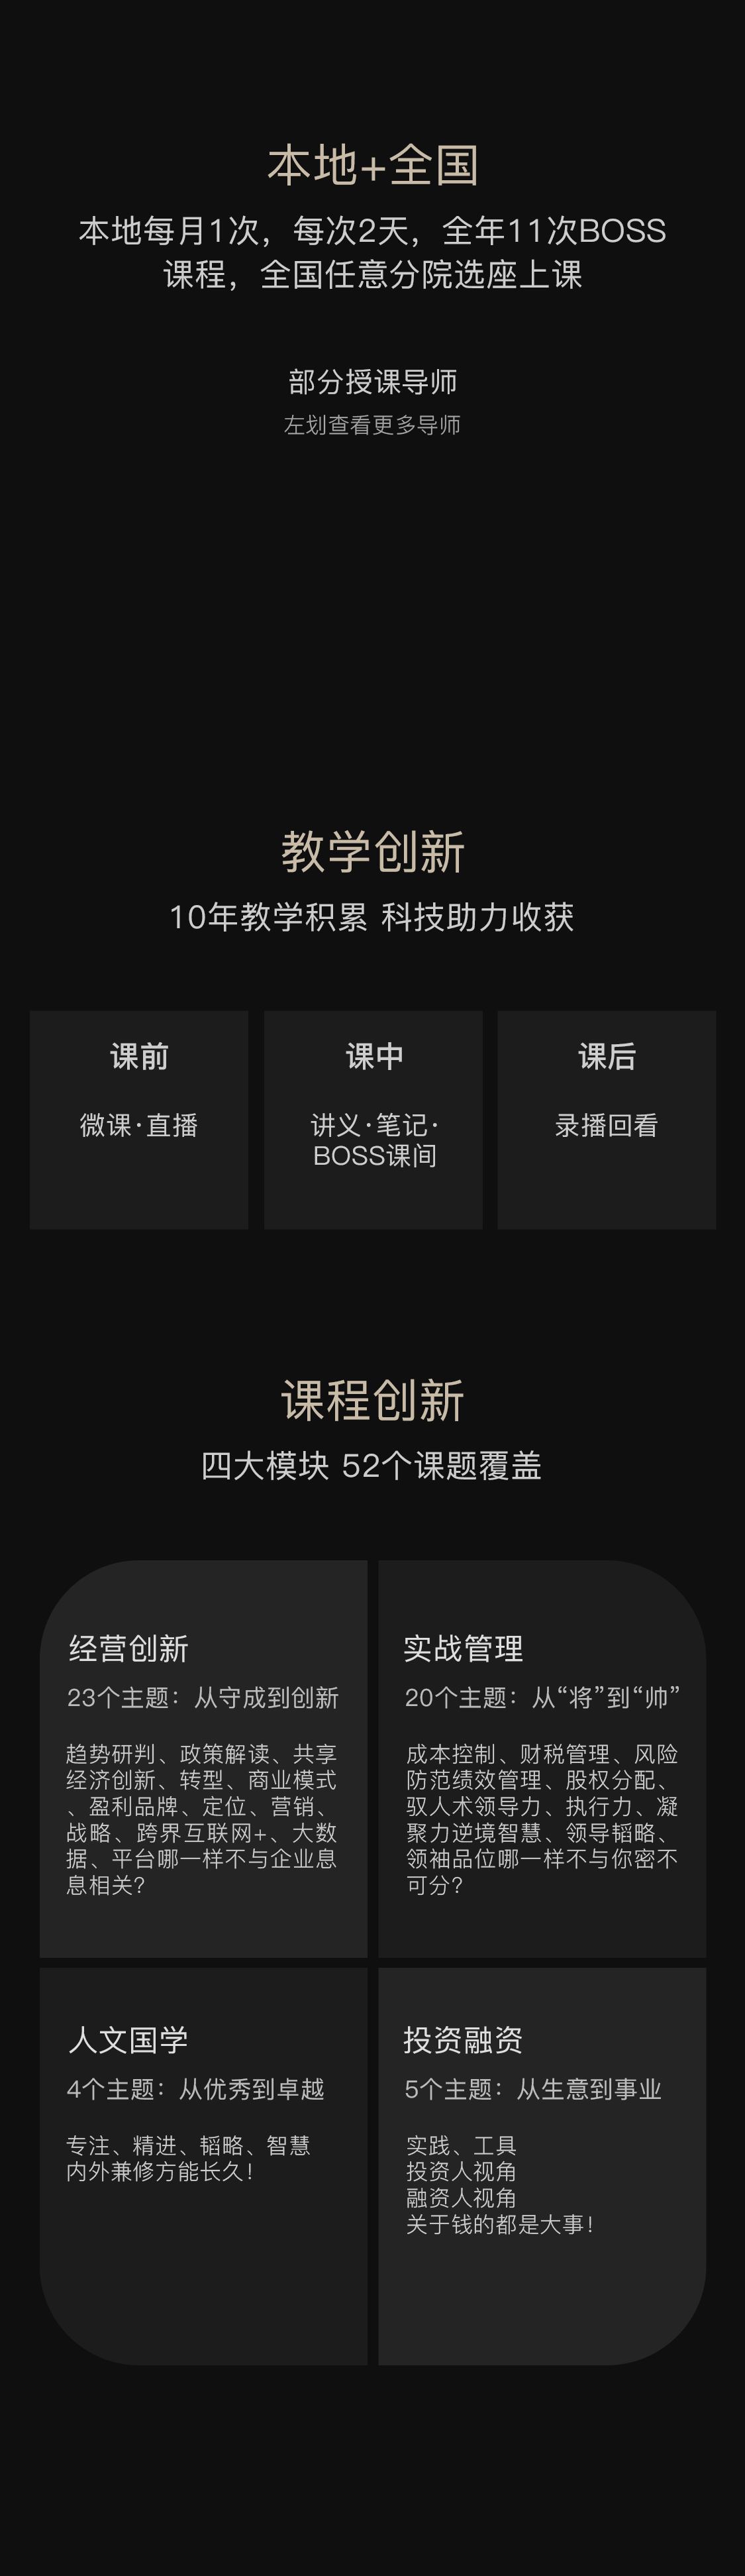 本地+全国
本地每月1次，每次2天，全年11次BOSS
课程，全国任意分院选座上课
部分授课导师
左划查看更多导师
教学创新
10年教学积累 科技助力收获
课前
微课·直播
课中
讲义·笔记·
BOSS课间
课后
录播回看
课程创新
四大模块 52个课题覆盖
经营创新
23个主题：从守成到创新
趋势研判、政策解读、共享
经济创新、转型、商业模式
、盈利品牌、定位、营销、
战略、跨界互联网+、大数
据、平台哪一样不与企业息
息相关？
实战管理
20个主题：从“将”到“帅”
成本控制、财税管理、风险
防范绩效管理、股权分配、
驭人术领导力、执行力、凝
聚力逆境智慧、领导韬略、
领袖品位哪一样不与你密不
可分？
人文国学
4个主题：从优秀到卓越
专注、精进、韬略、智慧
内外兼修方能长久！
投资融资
5个主题：从生意到事业
实践、工具
投资人视角
融资人视角
关于钱的都是大事！